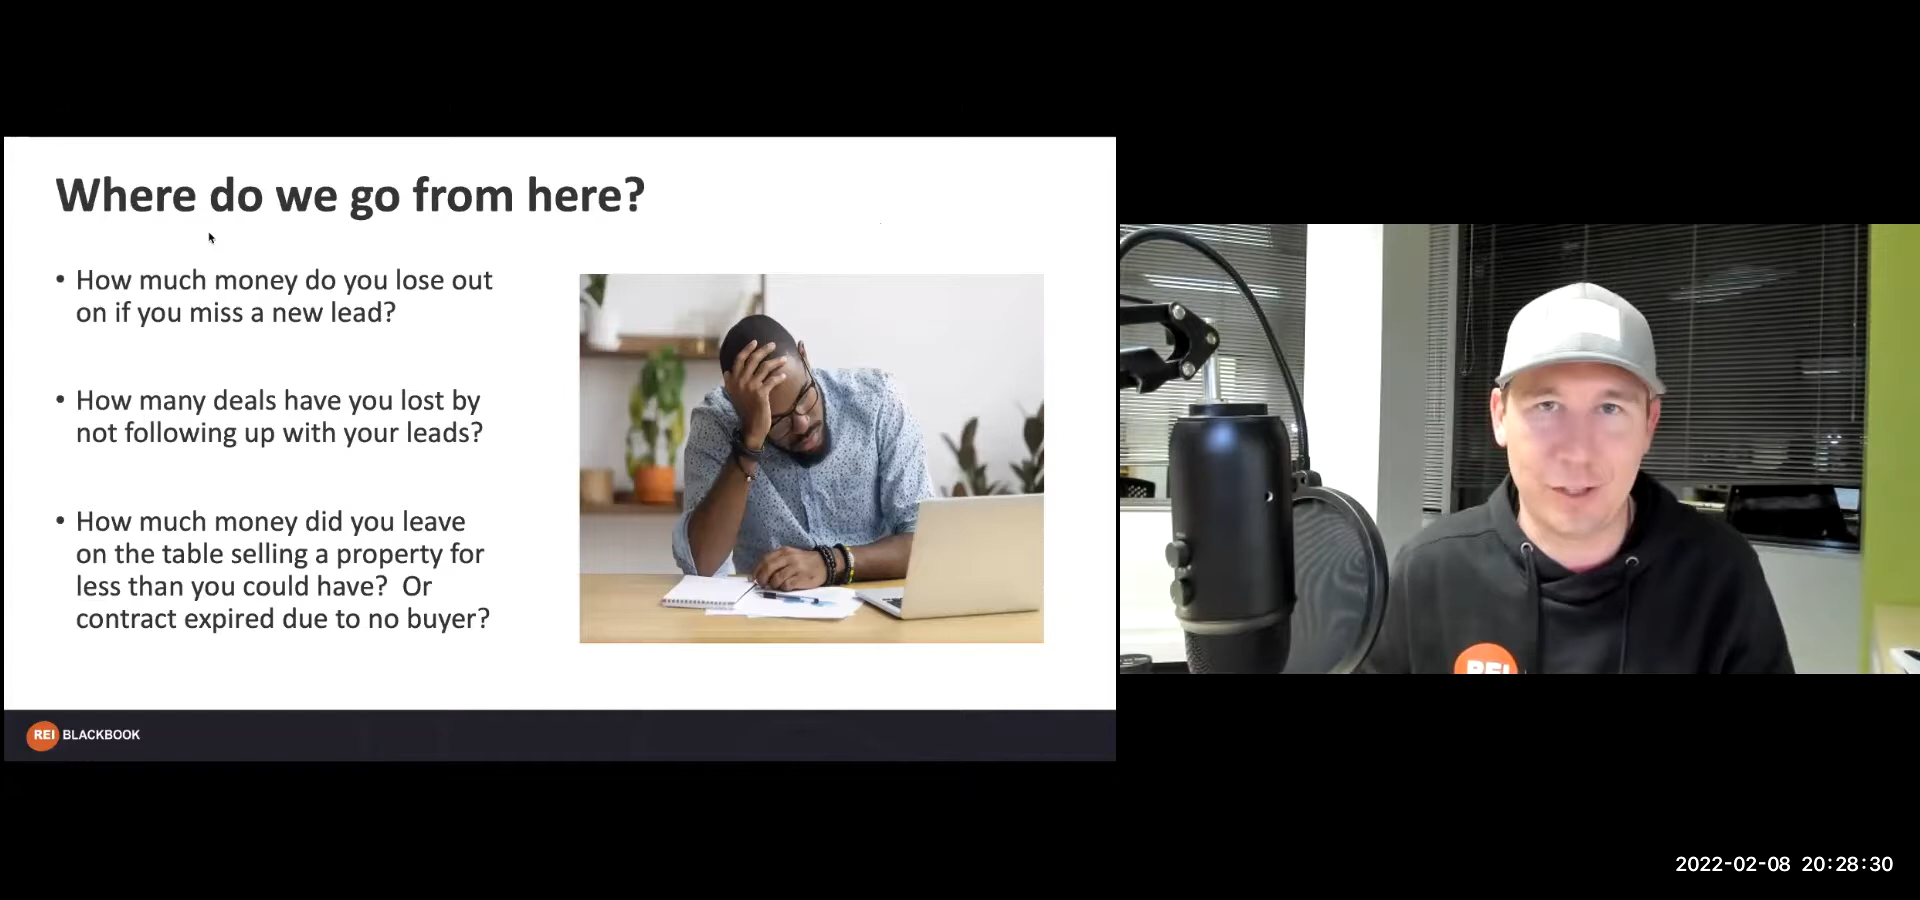 Where do we go from here?
• How much money do you lose out
on if you miss a new lead?
• How many deals have you lost by
not following up with your leads?
• How much money did you leave
on the table selling a property for
less than you could have?  Or
contract expired due to no buyer?
REI BLACKBOOK
REI
2022-02-08 20:28:30